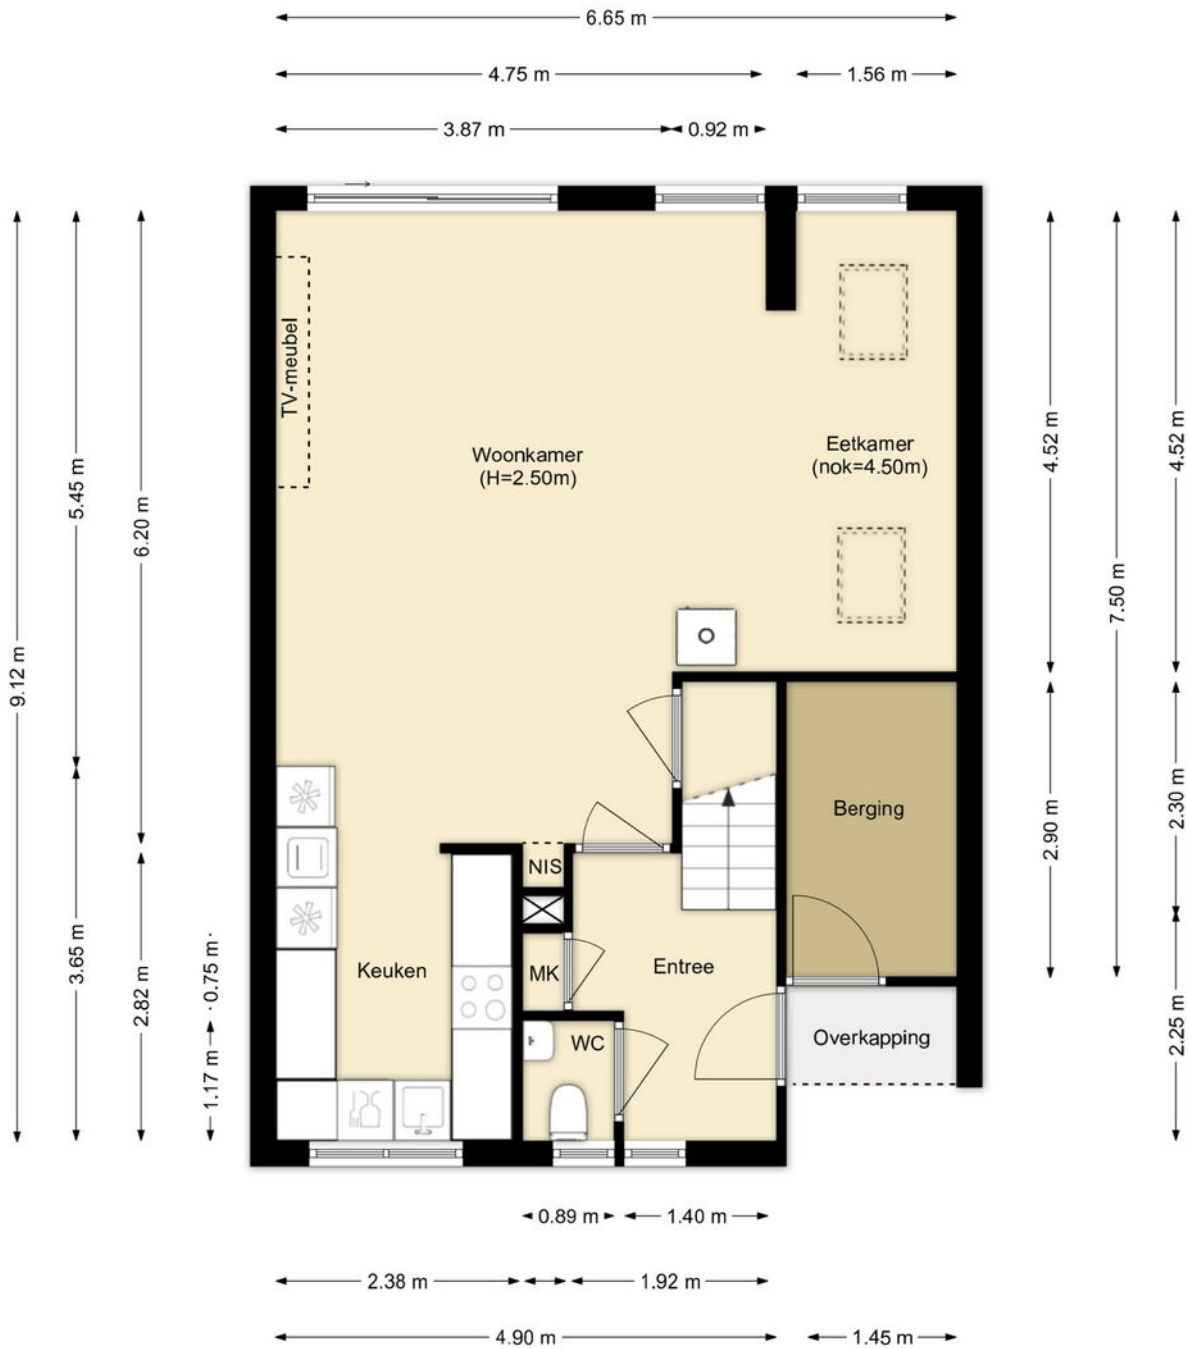 6.65 m
4.75 m
1.56 m
3.87 m
0.92 m
9.12 m
5.45 m
3.65 m
6.20 m
2.82 m
1.17 m
0.75 m
TV-meubel
Woonkamer
(H=2.50m)
Eetkamer
(nok=4.50m)
4.52 m
2.90 m
7.50 m
4.52 m
2.30 m
2.25 m
Berging
NIS
MK
Keuken
Entree
WC
Overkapping
0.89 m
1.40 m
2.38 m
1.92 m
4.90 m
1.45 m